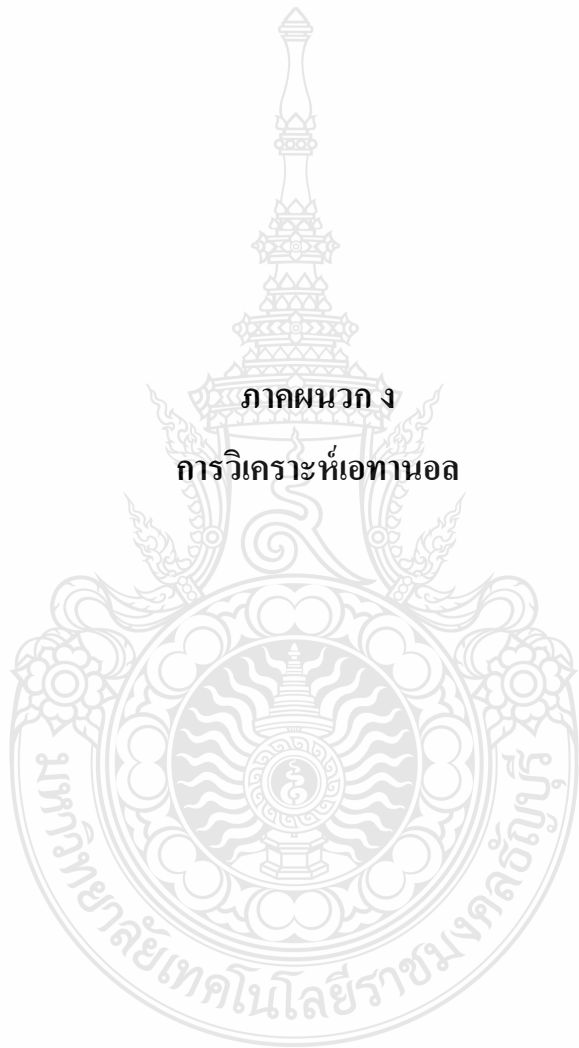 ภาคผนวก ง
การวิเคราะห์เอทานอล
มหาวิทยาลัยเทคโนโลยีราชมงคลธัญบุรี